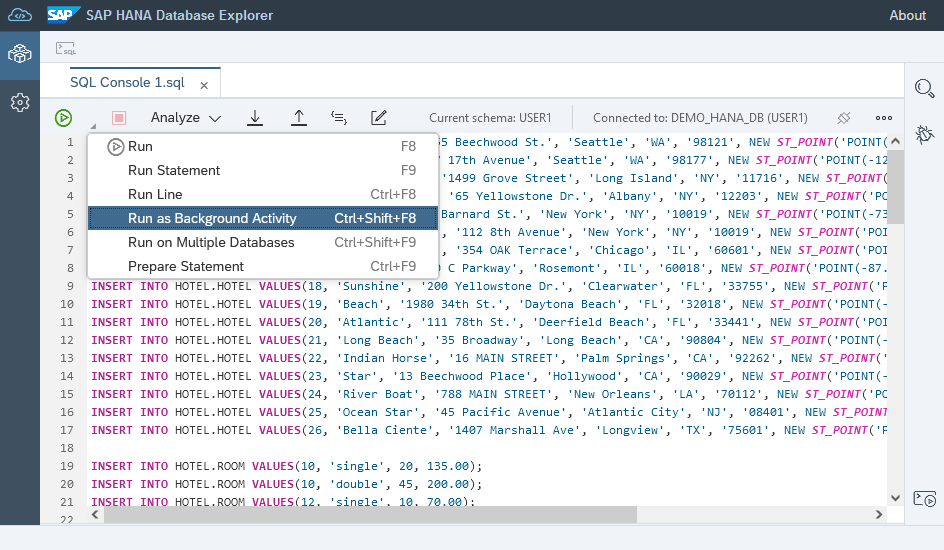 SAP SAP HANA Database Explorer About
SQL
SQL Console 1.sql ×
Analyze Current schema: USER1 Connected to: DEMO_HANA_DB (USER1)
Run F8
Run Statement F9
Run Line Ctrl+F8
Run as Background Activity Ctrl+Shift+F8
Run on Multiple Databases Ctrl+Shift+F9
Prepare Statement Ctrl+F9
1 5 Beechwood St.', 'Seattle', 'WA', '98121', NEW ST_POINT('POINT(
2 17th Avenue', 'Seattle', 'WA', '98177', NEW ST_POINT('POINT(-12
3 '1499 Grove Street', 'Long Island', 'NY', '11716', NEW ST_POINT('
4 '65 Yellowstone Dr.', 'Albany', 'NY', '12203', NEW ST_POINT('PO
5 Barnard St.', 'New York', 'NY', '10019', NEW ST_POINT('POINT(-73
6 , '112 8th Avenue', 'New York', 'NY', '10019', NEW ST_POINT('POI
7 '354 OAK Terrace', 'Chicago', 'IL', '60601', NEW ST_POINT('POIN
8 C Parkway', 'Rosemont', 'IL', '60018', NEW ST_POINT('POINT(-87.
9 INSERT INTO HOTEL.HOTEL VALUES(18, 'Sunshine', '200 Yellowstone Dr.', 'Clearwater', 'FL', '33755', NEW ST_POINT('P
10 INSERT INTO HOTEL.HOTEL VALUES(19, 'Beach', '1980 34th St.', 'Daytona Beach', 'FL', '32018', NEW ST_POINT('POINT(-
11 INSERT INTO HOTEL.HOTEL VALUES(20, 'Atlantic', '111 78th St.', 'Deerfield Beach', 'FL', '33441', NEW ST_POINT('POI
12 INSERT INTO HOTEL.HOTEL VALUES(21, 'Long Beach', '35 Broadway', 'Long Beach', 'CA', '90804', NEW ST_POINT('POINT(-
13 INSERT INTO HOTEL.HOTEL VALUES(22, 'Indian Horse', '16 MAIN STREET', 'Palm Springs', 'CA', '92262', NEW ST_POINT('
14 INSERT INTO HOTEL.HOTEL VALUES(23, 'Star', '13 Beechwood Place', 'Hollywood', 'CA', '90029', NEW ST_POINT('POINT(-
15 INSERT INTO HOTEL.HOTEL VALUES(24, 'River Boat', '788 MAIN STREET', 'New Orleans', 'LA', '70112', NEW ST_POINT('PO
16 INSERT INTO HOTEL.HOTEL VALUES(25, 'Ocean Star', '45 Pacific Avenue', 'Atlantic City', 'NJ', '08401', NEW ST_POINT
17 INSERT INTO HOTEL.HOTEL VALUES(26, 'Bella Ciente', '1407 Marshall Ave', 'Longview', 'TX', '75601', NEW ST_POINT('P
18
19 INSERT INTO HOTEL.ROOM VALUES(10, 'single', 20, 135.00);
20 INSERT INTO HOTEL.ROOM VALUES(10, 'double', 45, 200.00);
21 INSERT INTO HOTEL.ROOM VALUES(12, 'single', 10, 70.00);
22